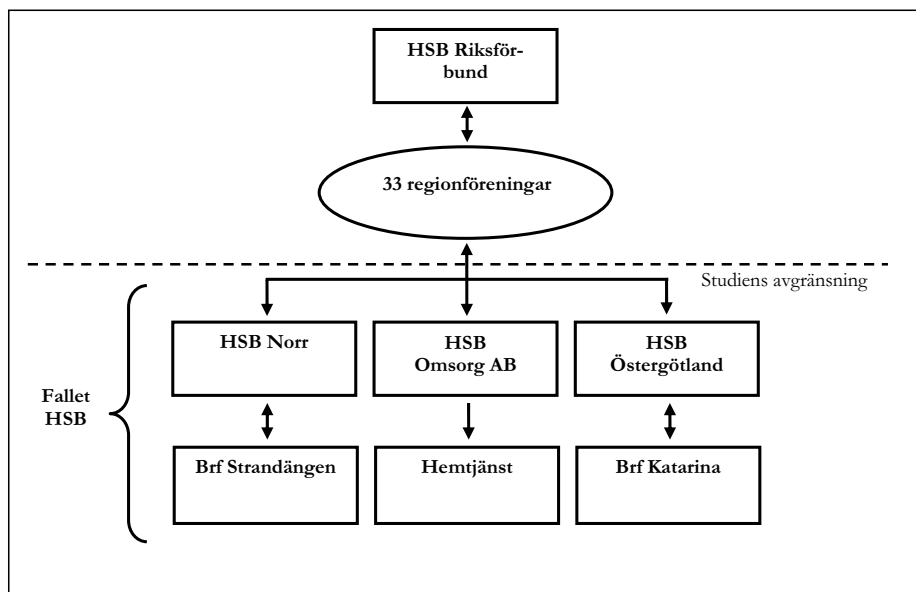 HSB Riksför-
bund
33 regionföreningar
Studiens avgränsning
HSB Norr
HSB
Omsorg AB
HSB
Östergötland
Fallet
HSB
Brf Strandängen
Hemtjänst
Brf Katarina